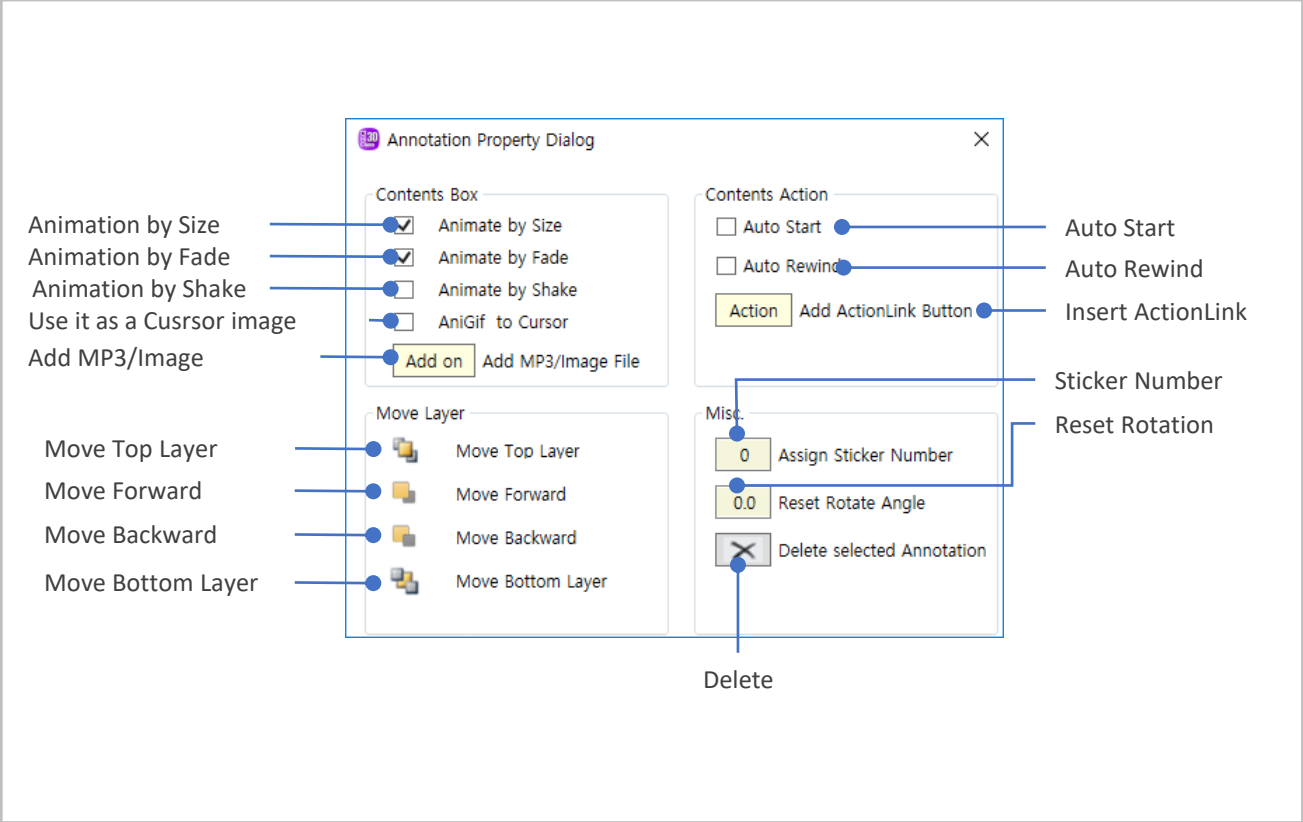 Annotation Property Dialog
Contents Box
Animate by Size
Animate by Fade
Animate by Shake
AniGif to Cursor
Add on Add MP3/Image File
Contents Action
Auto Start
Auto Rewind
Action Add ActionLink Button
Move Layer
Move Top Layer
Move Forward
Move Backward
Move Bottom Layer
Misc.
0 Assign Sticker Number
0.0 Reset Rotate Angle
Delete selected Annotation
Animation by Size
Animation by Fade
Animation by Shake
Use it as a Cusrsor image
Add MP3/Image
Move Top Layer
Move Forward
Move Backward
Move Bottom Layer
Auto Start
Auto Rewind
Insert ActionLink
Sticker Number
Reset Rotation
Delete